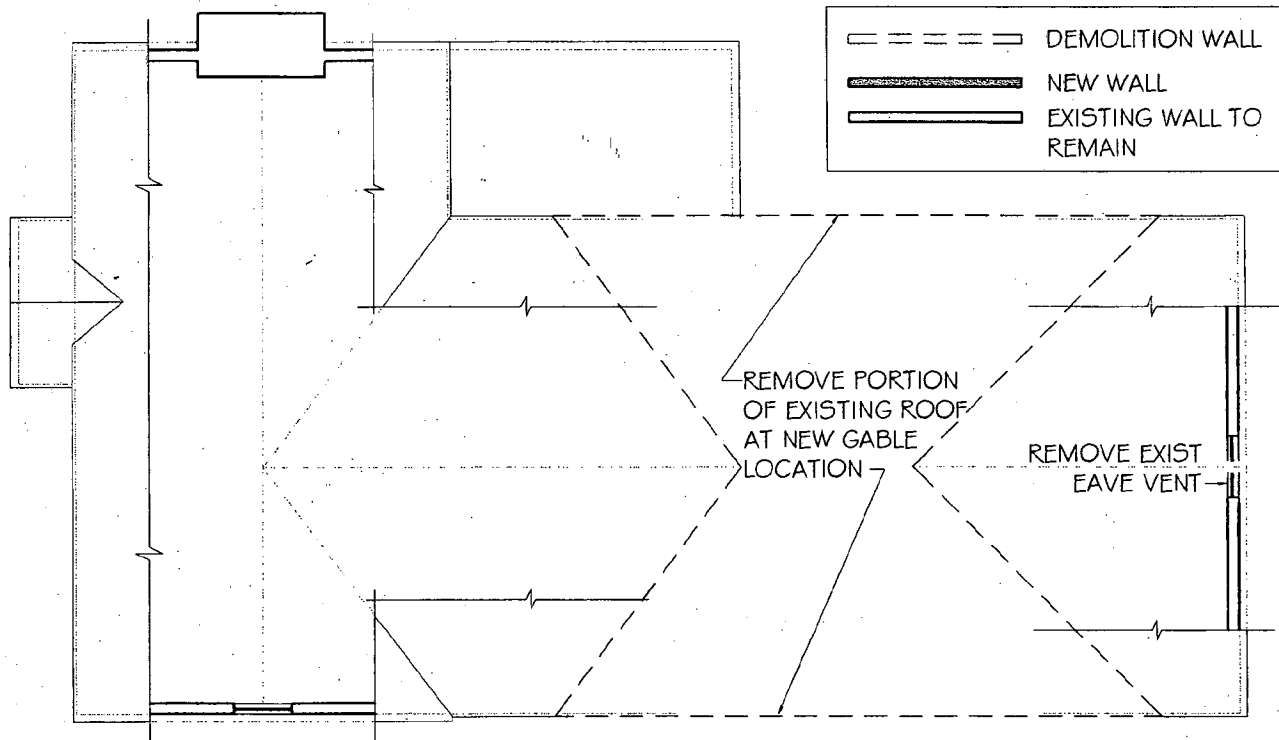 DEMOLITION WALL
NEW WALL
EXISTING WALL TO
REMAIN
REMOVE PORTION
OF EXISTING ROOF
AT NEW GABLE
LOCATION
REMOVE EXIST
EAVE VENT